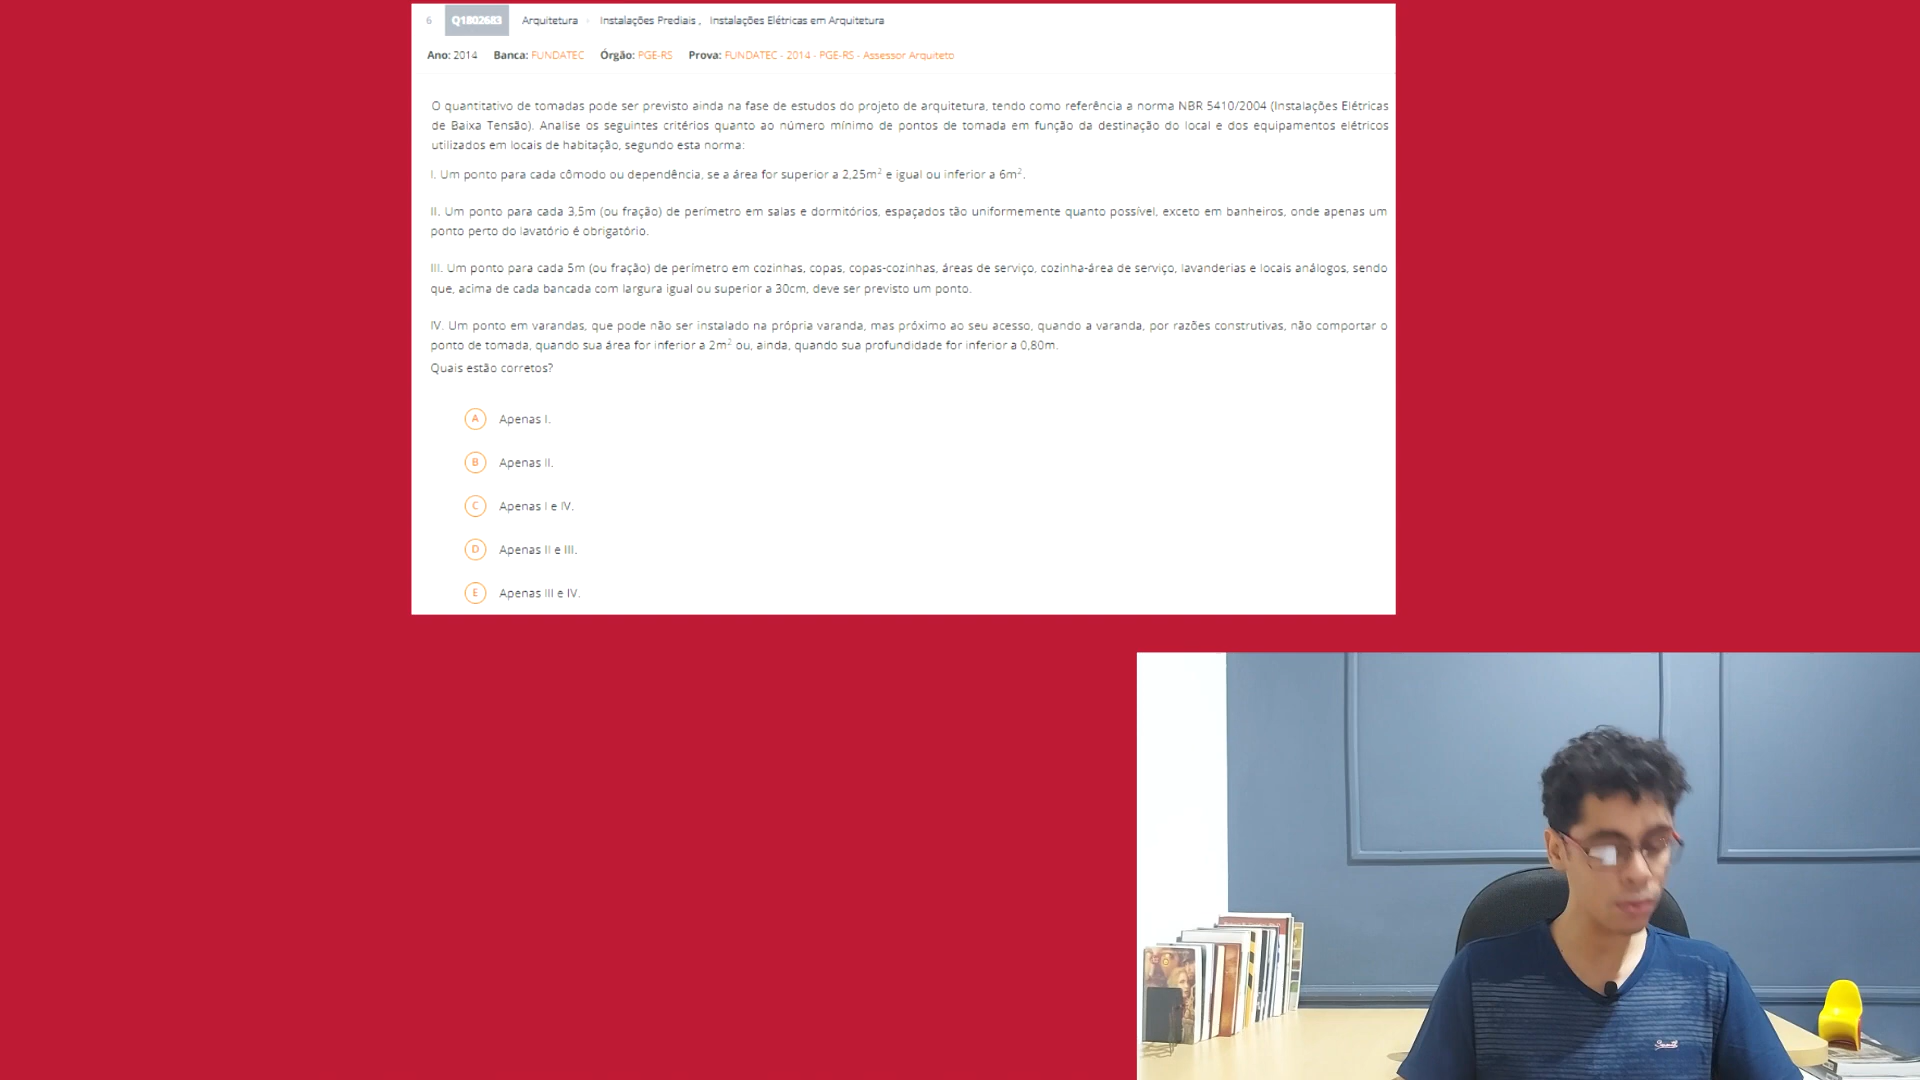 6 Q1802683 Arquitetura Instalações Prediais , Instalações Elétricas em Arquitetura
Ano: 2014 Banca: FUNDATEC Órgão: PGE-RS Prova: FUNDATEC - 2014 - PGE-RS - Assessor Arquiteto
O quantitativo de tomadas pode ser previsto ainda na fase de estudos do projeto de arquitetura, tendo como referência a norma NBR 5410/2004 (Instalações Elétricas
de Baixa Tensão). Analise os seguintes critérios quanto ao número mínimo de pontos de tomada em função da destinação do local e dos equipamentos elétricos
utilizados em locais de habitação, segundo esta norma:
I. Um ponto para cada cômodo ou dependência, se a área for superior a 2,25m² e igual ou inferior a 6m².
II. Um ponto para cada 3,5m (ou fração) de perímetro em salas e dormitórios, espaçados tão uniformemente quanto possível, exceto em banheiros, onde apenas um
ponto perto do lavatório é obrigatório.
III. Um ponto para cada 5m (ou fração) de perímetro em cozinhas, copas, copas-cozinhas, áreas de serviço, cozinha-área de serviço, lavanderias e locais análogos, sendo
que, acima de cada bancada com largura igual ou superior a 30cm, deve ser previsto um ponto.
IV. Um ponto em varandas, que pode não ser instalado na própria varanda, mas próximo ao seu acesso, quando a varanda, por razões construtivas, não comportar o
ponto de tomada, quando sua área for inferior a 2m² ou, ainda, quando sua profundidade for inferior a 0,80m.
Quais estão corretos?
A Apenas I.
B Apenas II.
C Apenas I e IV.
D Apenas II e III.
E Apenas III e IV.